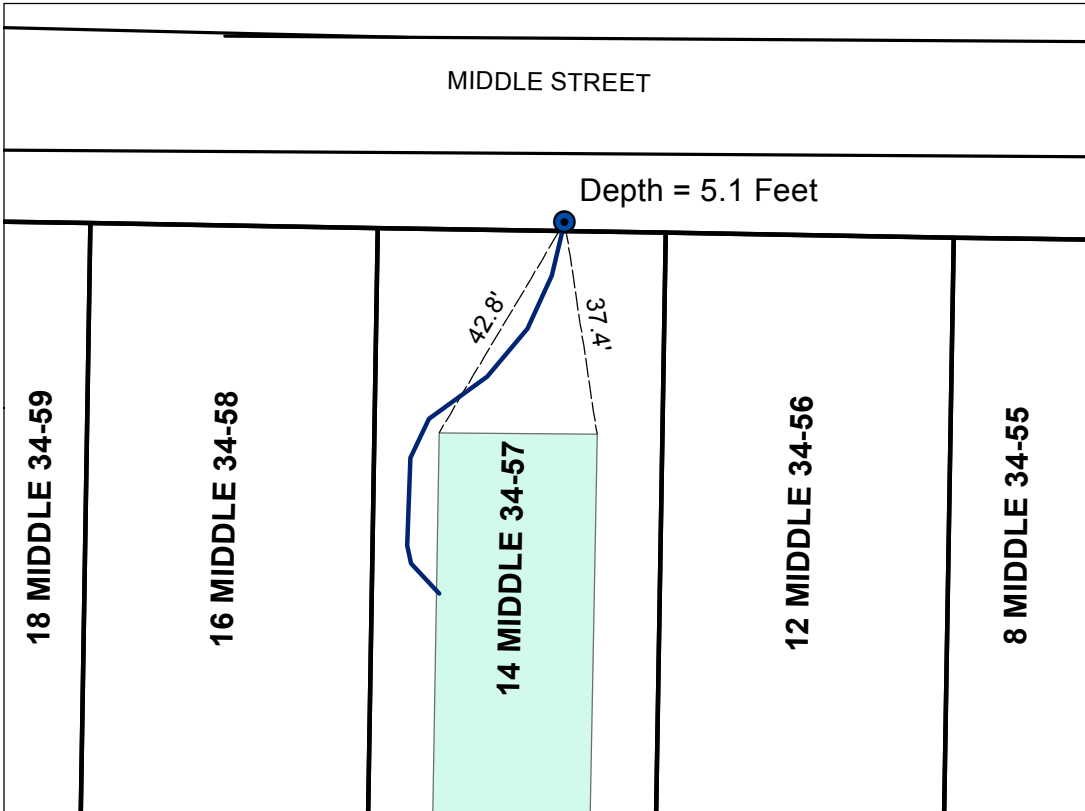 MIDDLE STREET
Depth = 5.1 Feet
42.8'
37.4'
18 MIDDLE 34-59
16 MIDDLE 34-58
14 MIDDLE 34-57
12 MIDDLE 34-56
8 MIDDLE 34-55